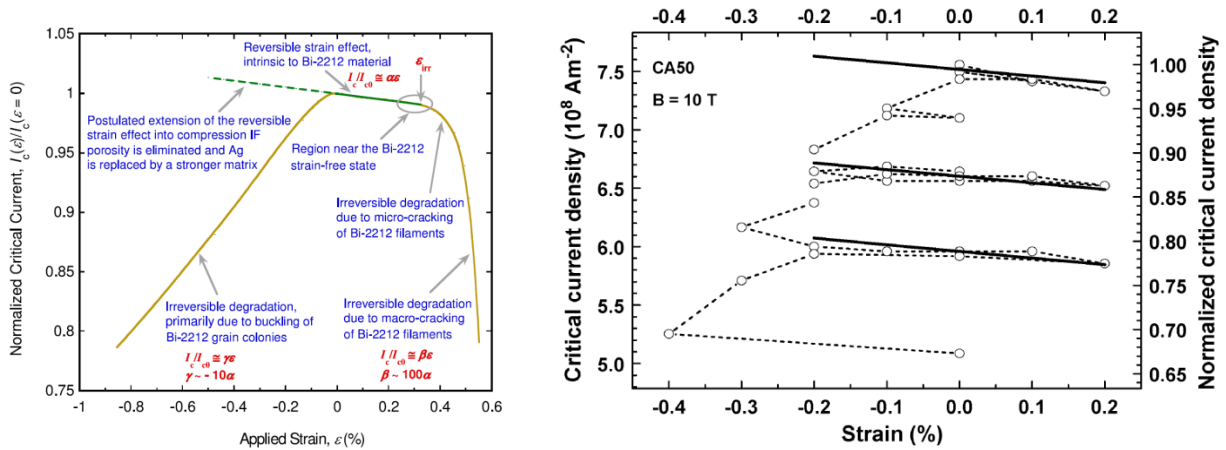 1.05
1
0.95
0.9
0.85
0.8
0.75
Normalized Critical Current, I_c(ε)/I_c(ε = 0)
Reversible strain effect,
intrinsic to Bi-2212
material I_c/I_c0 ≅ αε
ε_irr
Postulated extension of the reversible
strain effect into compression IF
porosity is eliminated and Ag
is replaced by a stronger matrix
Region near the Bi-2212
strain-free state
Irreversible degradation
due to micro-cracking
of Bi-2212 filaments
Irreversible degradation,
primarily due to buckling of
Bi-2212 grain colonies
I_c/I_c0 ≅ γε
γ ~ - 10α
Irreversible degradation
due to macro-cracking
of Bi-2212 filaments
I_c/I_c0 ≅ βε
β ~ 100α
-1 -0.8 -0.6 -0.4 -0.2 0 0.2 0.4 0.6
Applied Strain, ε (%)
-0.4 -0.3 -0.2 -0.1 0.0 0.1 0.2
Critical current density (10⁸ Am⁻²)
7.5
7.0
6.5
6.0
5.5
5.0
CA50
B = 10 T
1.00
0.95
0.90
0.85
0.80
0.75
0.70
0.65
Normalized critical current density
-0.4 -0.3 -0.2 -0.1 0.0 0.1 0.2
Strain (%)